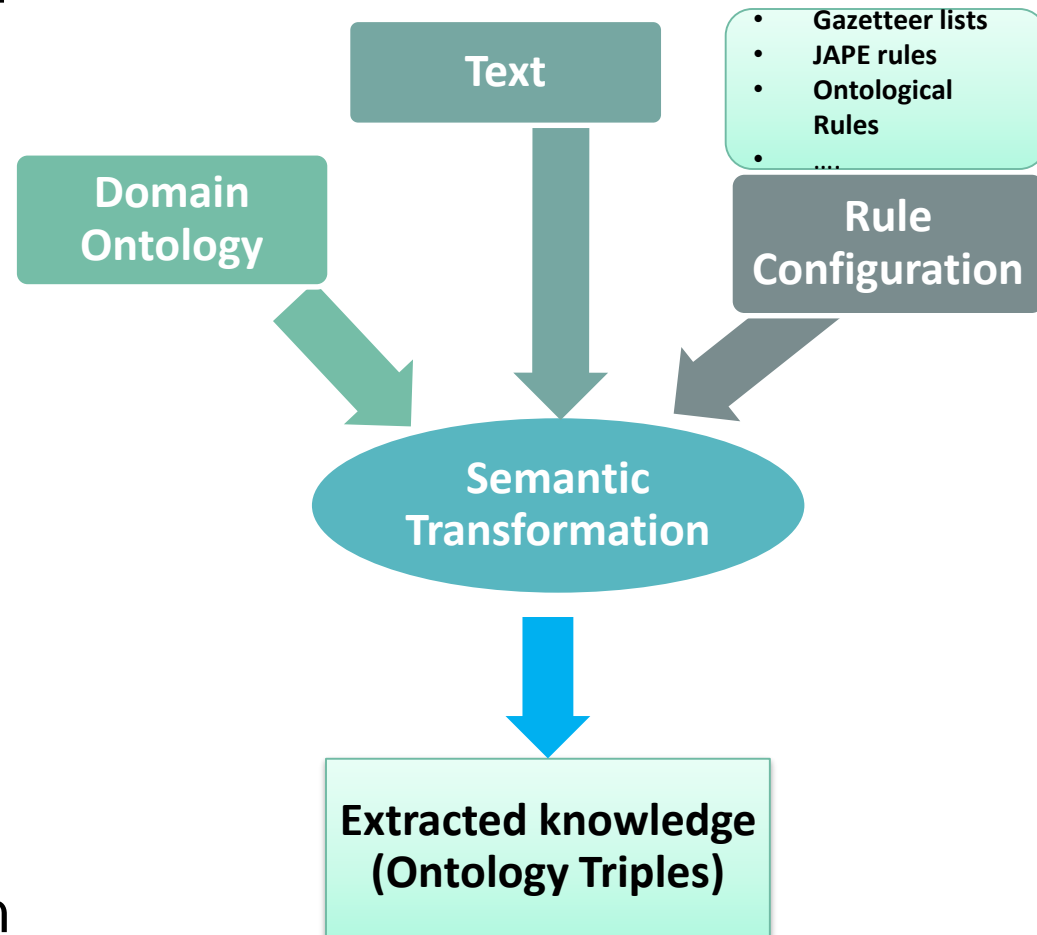 Text
• Gazetteer lists
• JAPE rules
• Ontological
Rules
• ....
Domain
Ontology
Rule
Configuration
Semantic
Transformation
Extracted knowledge
(Ontology Triples)